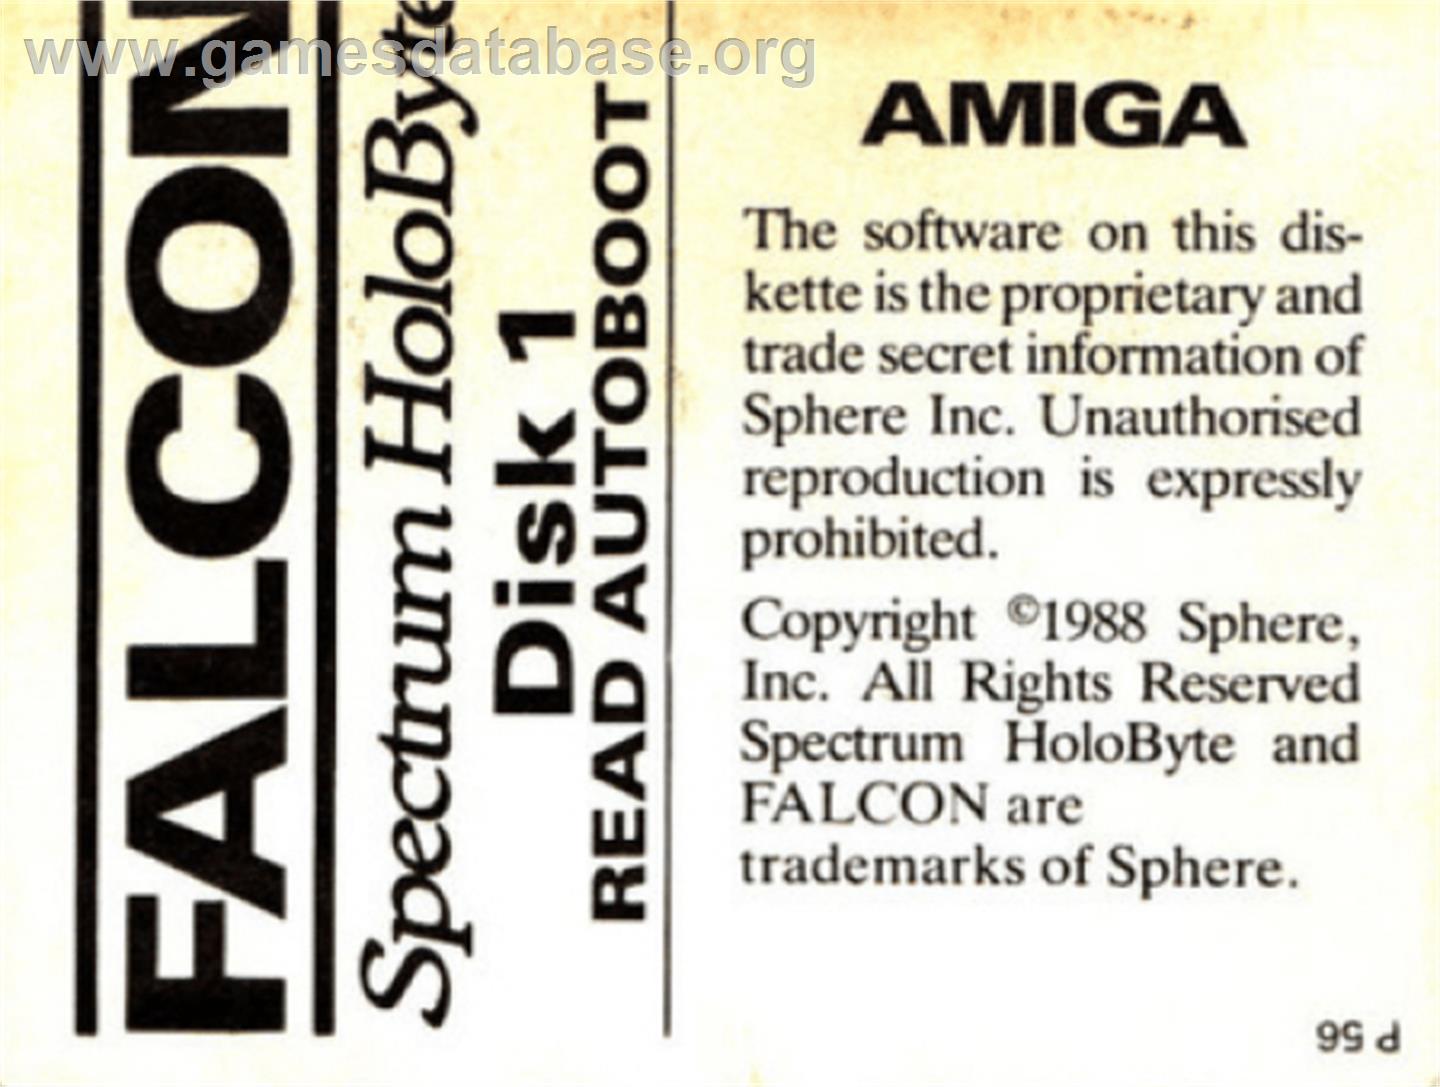 www.gamesdatabase.org
FALCON
Spectrum HoloByte
Disk 1
READ AUTOBOOT
AMIGA
The software on this dis-
kette is the proprietary and
trade secret information of
Sphere Inc. Unauthorised
reproduction is expressly
prohibited.
Copyright ©1988 Sphere,
Inc. All Rights Reserved
Spectrum HoloByte and
FALCON are
trademarks of Sphere.
P 56